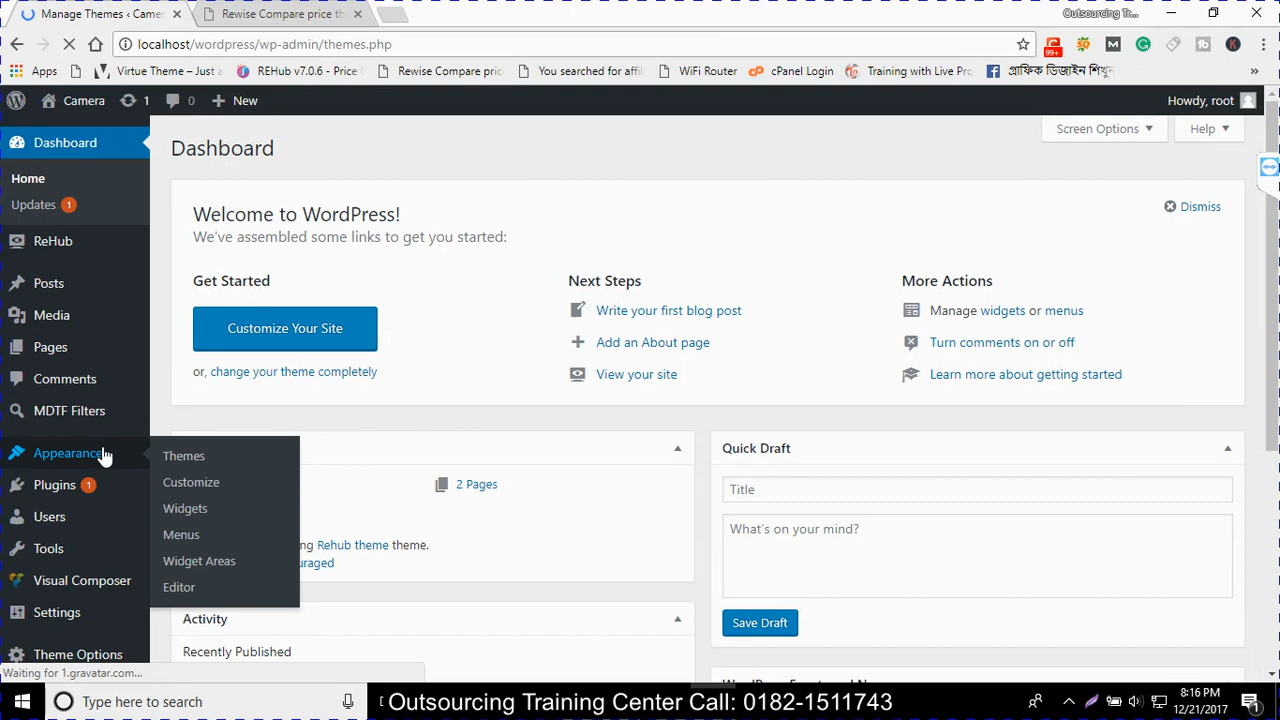 Manage Themes ‹ Camer
Rewise Compare price th
Outsourcing Tr...
localhost/wordpress/wp-admin/themes.php
99+
Apps
Virtue Theme – Just a
REHub v7.0.6 - Price
Rewise Compare pric
You searched for affil
WiFi Router
cPanel Login
Training with Live Pro
গ্রাফিক ডিজাইন শিখুন
Camera
1
0
New
Howdy, root
Dashboard
Home
Updates 1
ReHub
Posts
Media
Pages
Comments
MDTF Filters
Appearance
Plugins 1
Users
Tools
Visual Composer
Settings
Theme Options
Themes
Customize
Widgets
Menus
Widget Areas
Editor
Dashboard
Screen Options
Help
Welcome to WordPress!
Dismiss
We've assembled some links to get you started:
Get Started
Customize Your Site
or, change your theme completely
Next Steps
Write your first blog post
Add an About page
View your site
More Actions
Manage widgets or menus
Turn comments on or off
Learn more about getting started
2 Pages
ng Rehub theme theme.
uraged
Activity
Recently Published
Quick Draft
Title
What's on your mind?
Save Draft
Waiting for 1.gravatar.com...
Type here to search
Outsourcing Training Center Call: 0182-1511743
8:16 PM
12/21/2017
1